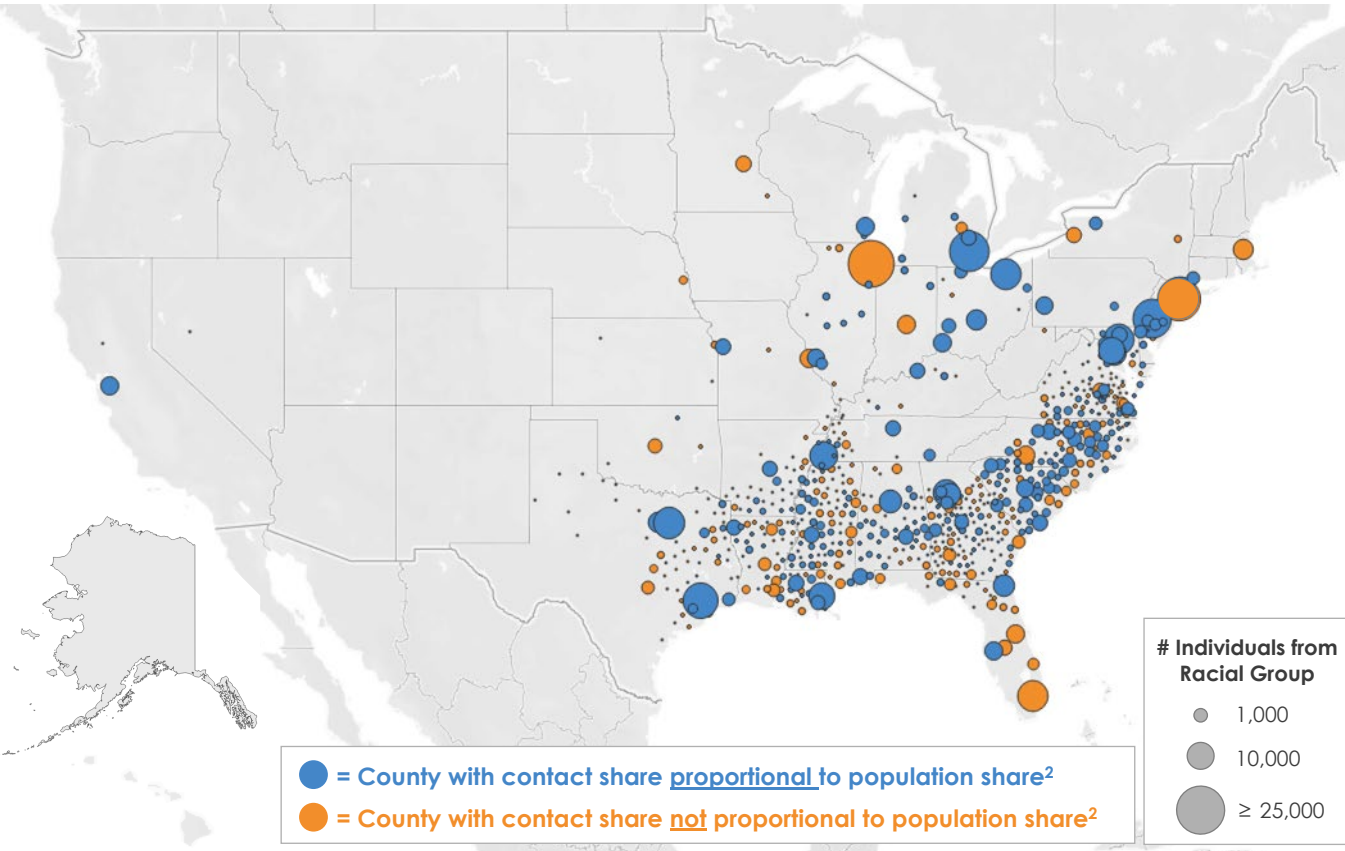 # Individuals from
Racial Group
1,000
10,000
≥ 25,000
= County with contact share proportional to population share²
= County with contact share not proportional to population share²